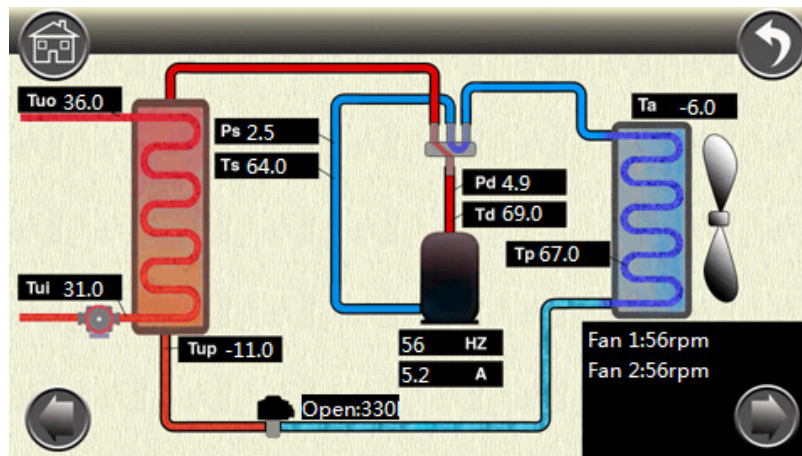 Tuo 36.0
Ps 2.5
Ts 64.0
Ta -6.0
Pd 4.9
Td 69.0
Tp 67.0
Tui 31.0
Tup -11.0
56 HZ
5.2 A
Open:330
Fan 1:56rpm
Fan 2:56rpm